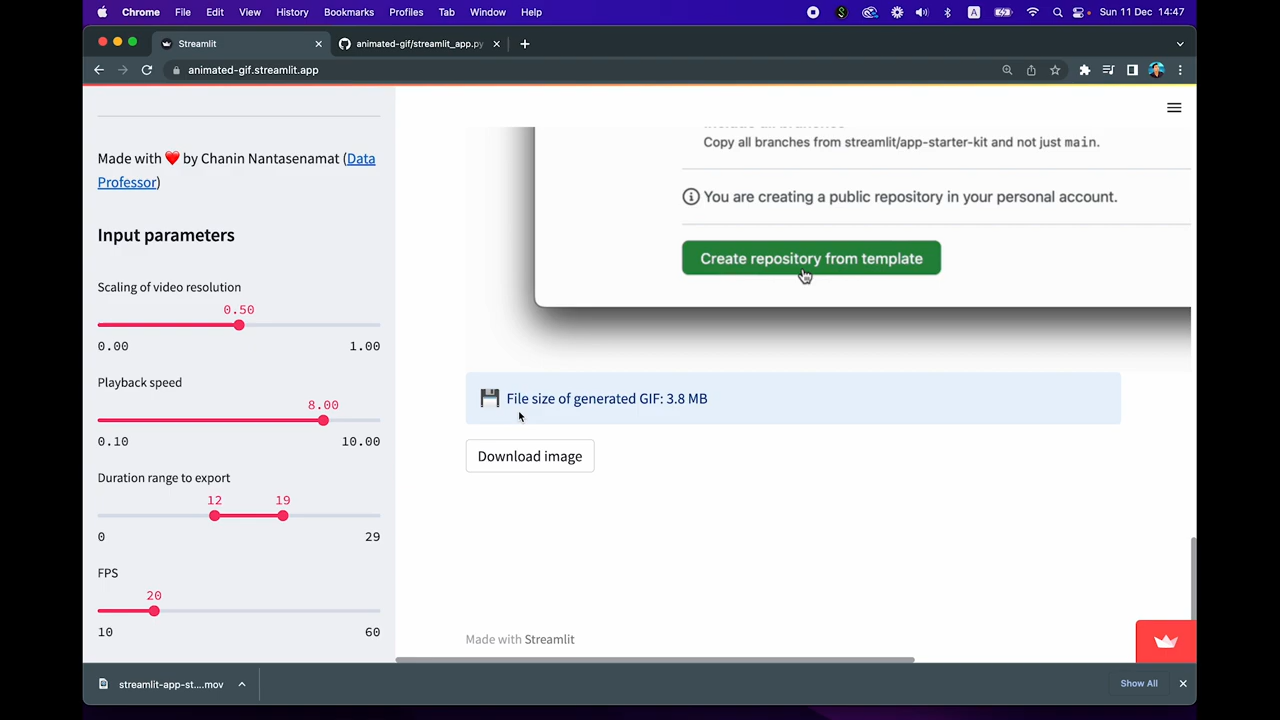 Chrome File Edit View History Bookmarks Profiles Tab Window Help
A Sun 11 Dec 14:47
Streamlit
animated-gif/streamlit_app.py
animated-gif.streamlit.app
Made with ❤️ by Chanin Nantasenamat (Data
Professor)
Input parameters
Scaling of video resolution
0.50
0.00 1.00
Playback speed
8.00
0.10 10.00
Duration range to export
12 19
0 29
FPS
20
10 60
Copy all branches from streamlit/app-starter-kit and not just main.
You are creating a public repository in your personal account.
Create repository from template
💾 File size of generated GIF: 3.8 MB
Download image
Made with Streamlit
streamlit-app-st....mov
Show All